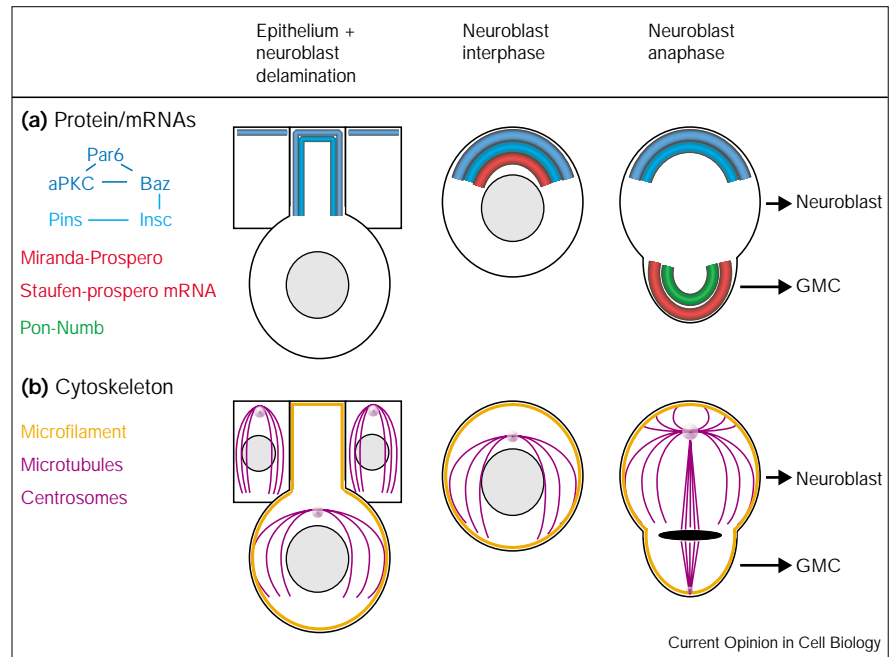 Epithelium +
neuroblast
delamination
Neuroblast
interphase
Neuroblast
anaphase
(a) Protein/mRNAs
Par6
aPKC Baz
Pins Insc
Miranda-Prospero
Staufen-prospero mRNA
Pon-Numb
Neuroblast
GMC
(b) Cytoskeleton
Microfilament
Microtubules
Centrosomes
Neuroblast
GMC
Current Opinion in Cell Biology